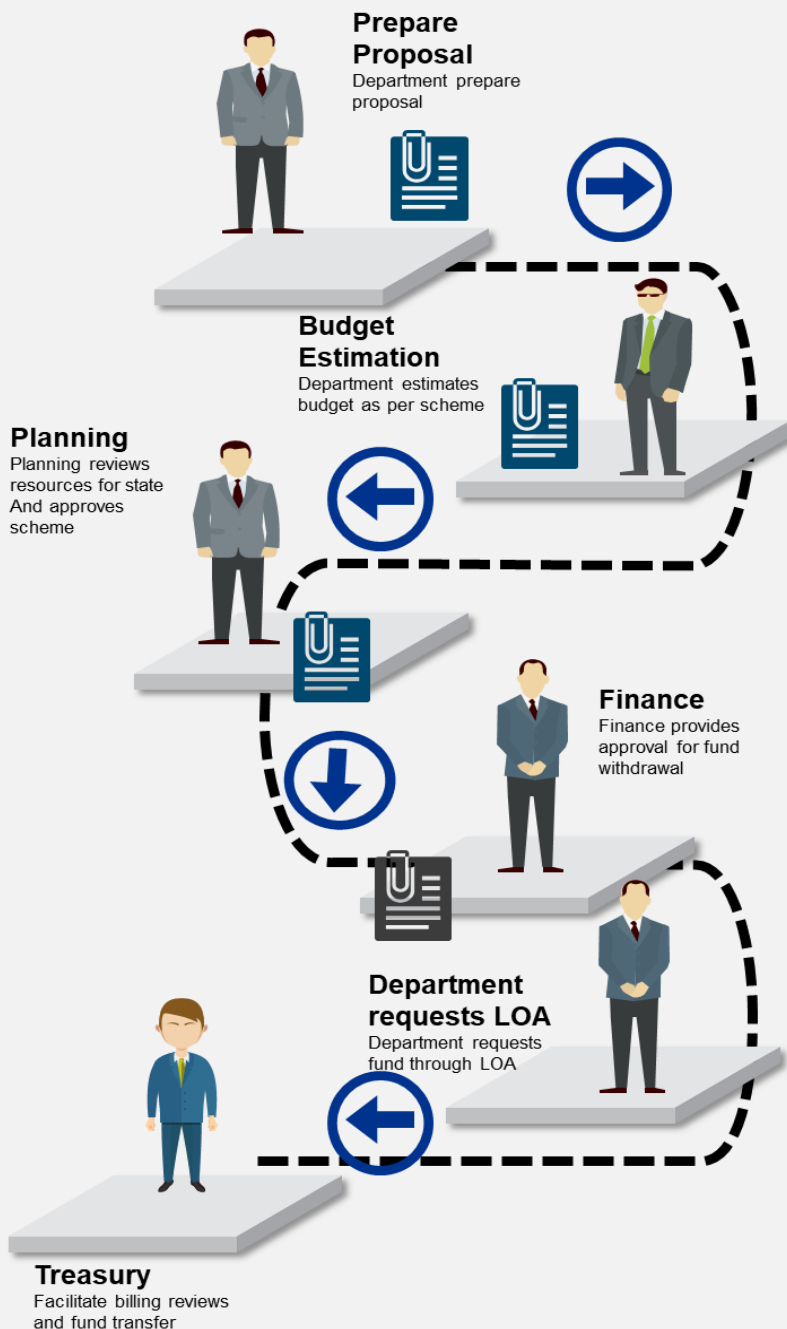 Prepare
Proposal
Department prepare
proposal
Budget
Estimation
Department estimates
budget as per scheme
Planning
Planning reviews
resources for state
And approves
scheme
Finance
Finance provides
approval for fund
withdrawal
Department
requests LOA
Department requests
fund through LOA
Treasury
Facilitate billing reviews
and fund transfer